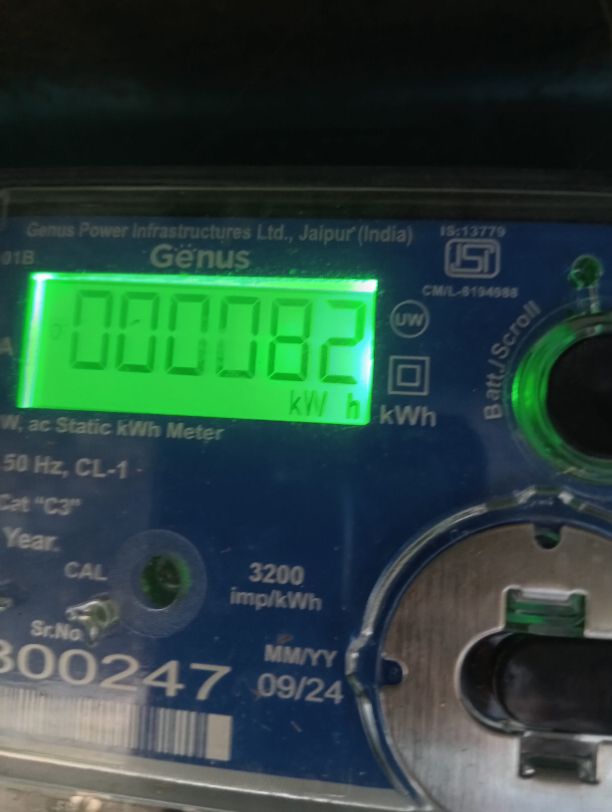 Genus Power Infrastructures Ltd., Jaipur (India)
IS:13779
01B
Genus
ISI
CM/L-8194988
000082
UW
kW h
kWh
Batt./Scroll
W, ac Static kWh Meter
50 Hz, CL-1
Cat "C3"
Year.
CAL
3200
imp/kWh
Sr.No
300247
MM/YY
09/24